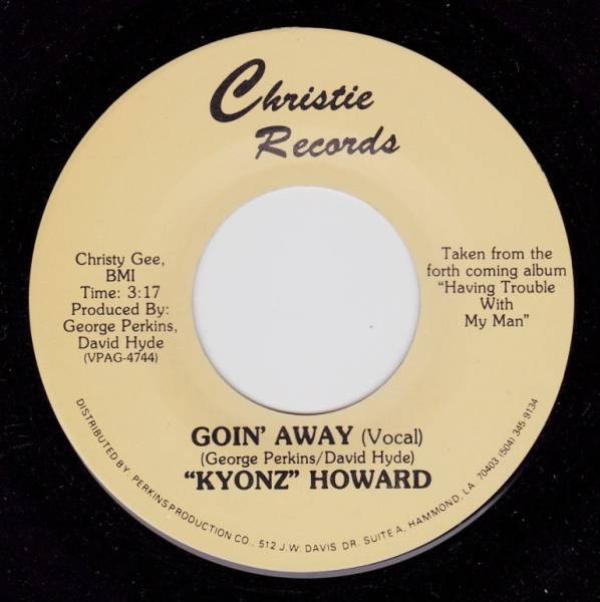 Christie
Records
Christy Gee,
BMI
Time: 3:17
Produced By:
George Perkins,
David Hyde
(VPAG-4744)
Taken from the
forth coming album
"Having Trouble
With
My Man"
GOIN' AWAY (Vocal)
(George Perkins/David Hyde)
"KYONZ" HOWARD
DISTRIBUTED BY PERKINS PRODUCTION CO. 512 J.W. DAVIS DR. SUITE A, HAMMOND, LA. 70403 (504) 345 9134